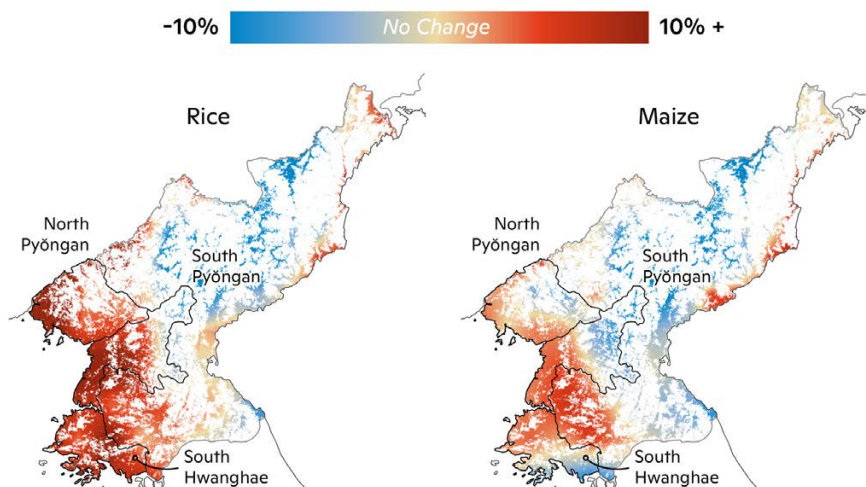 -10%
No Change
10% +
Rice
Maize
North
Pyŏngan
South
Pyŏngan
South
Hwanghae
North
Pyŏngan
South
Pyŏngan
South
Hwanghae